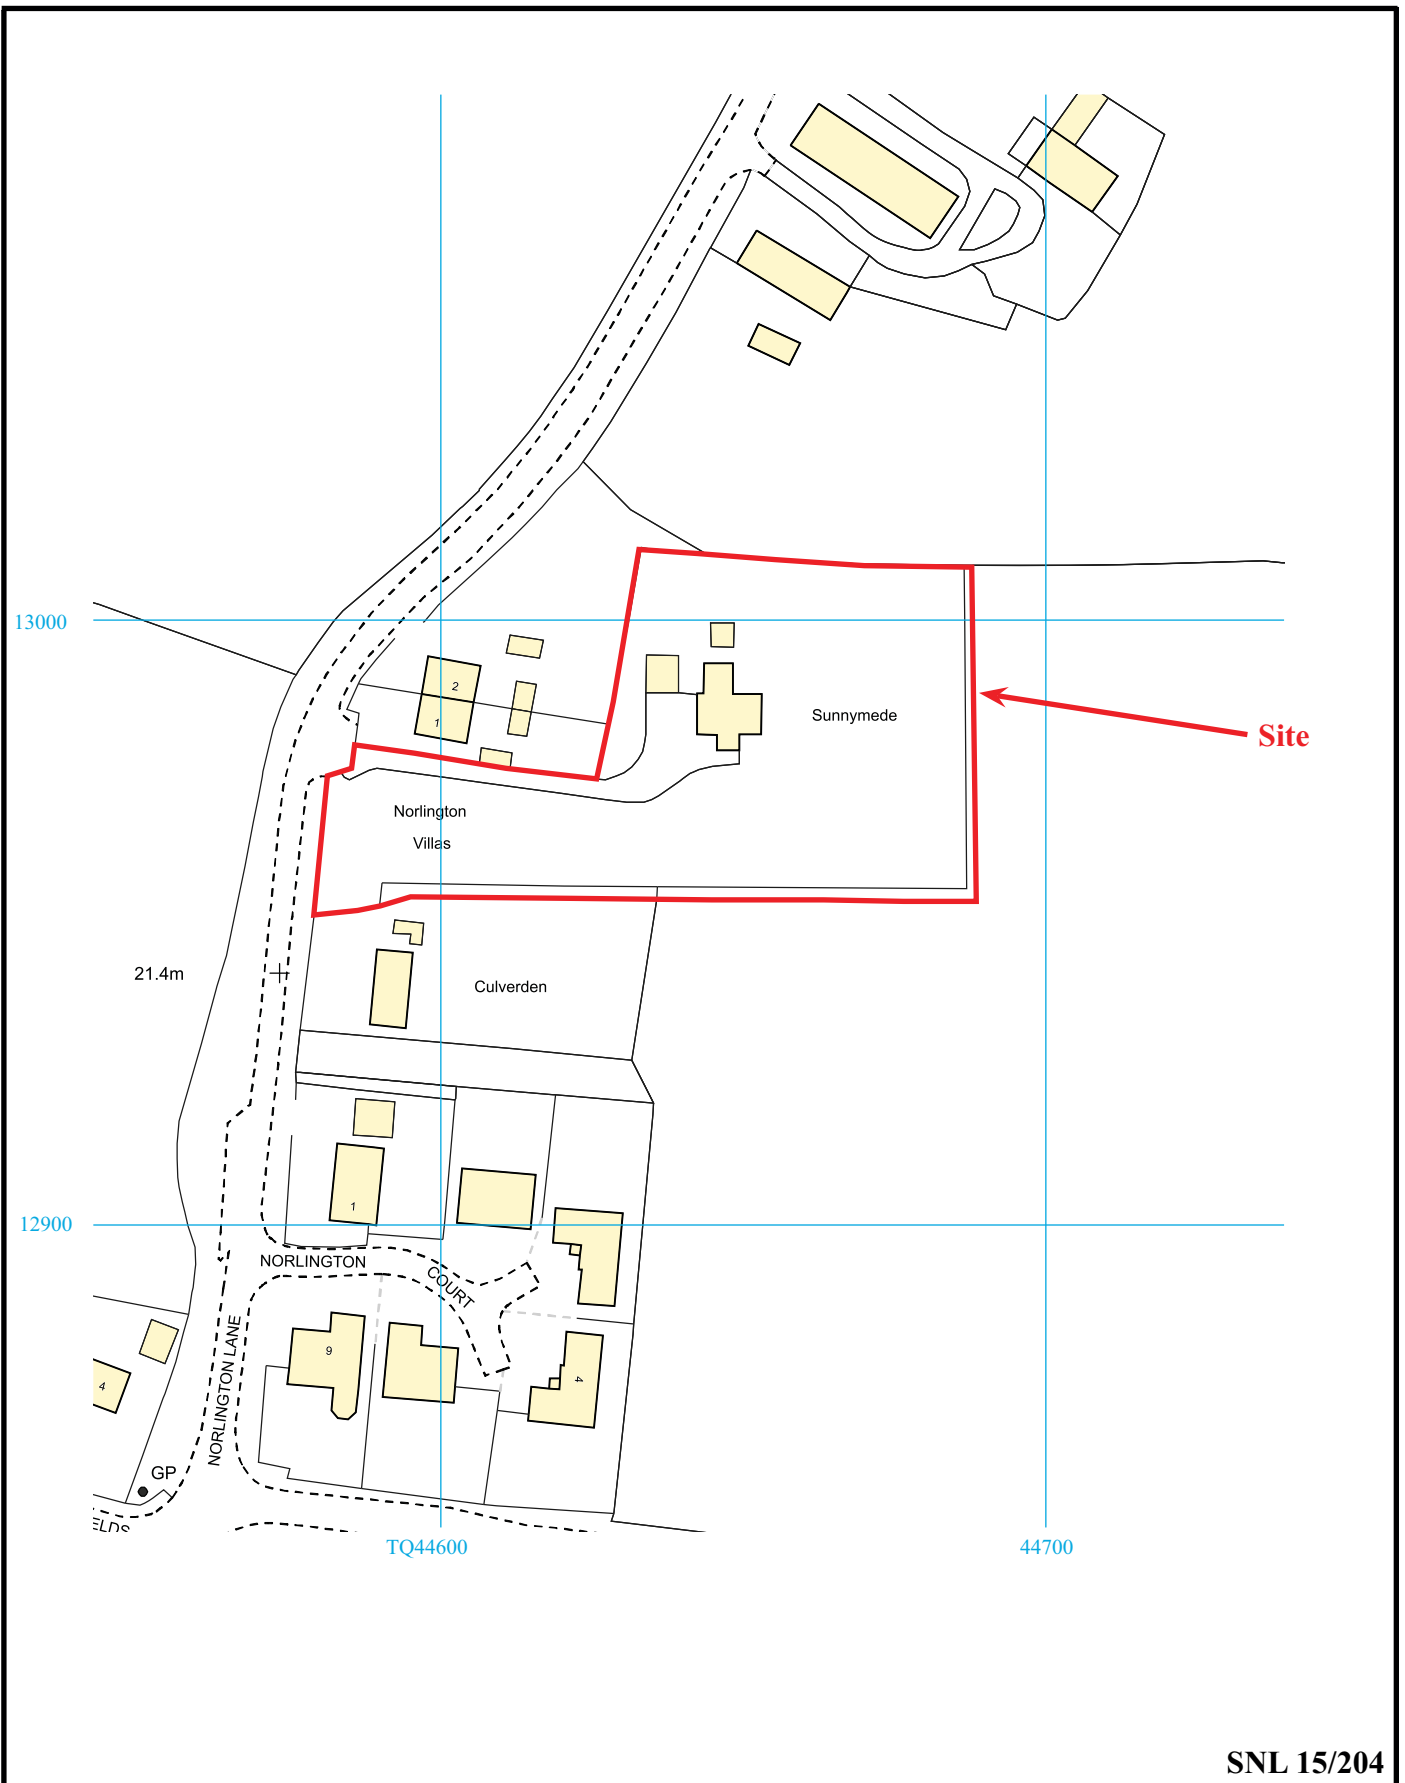 13000
2
1
Sunnymede
Site
Norlington
Villas
21.4m
Culverden
1
12900
NORLINGTON
COURT
NORLINGTON LANE
9
4
4
GP
ELDS
TQ44600
44700
SNL 15/204